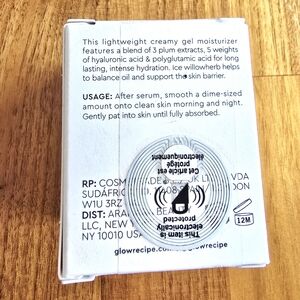 This lightweight creamy gel moisturizer
features a blend of 3 plum extracts, 5 weights
of hyaluronic acid & polyglutamic acid for long
lasting, intense hydration. Ice willowherb helps
to balance oil and support the skin barrier.
USAGE: After serum, smooth a dime-sized
amount onto clean skin morning and night.
Gently pat into skin until fully absorbed.
Cet article est
protégé
électroniquement
This item is
electronically
protected
RP: COSM
VDA
SUDÁFRIC
DON
W1U 3RZ
DIST: ARA
LLC, NEW
NY 10010 USA
12M
glowrecipe.com
glowrecipe